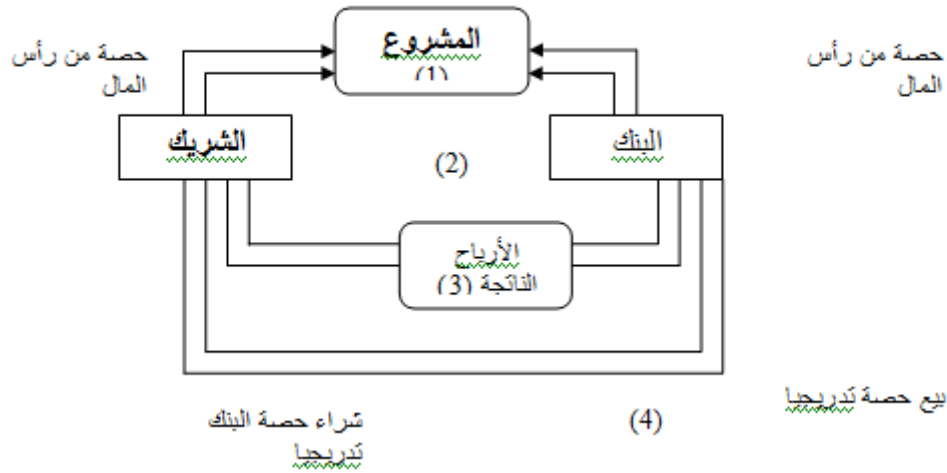 المشروع
(1)
حصة من رأس
المال
حصة من رأس
المال
البنك
الشريك
(2)
الأرباح
الناتجة (3)
بيع حصة تدريجيا
(4)
شراء حصة البنك
تدريجيا